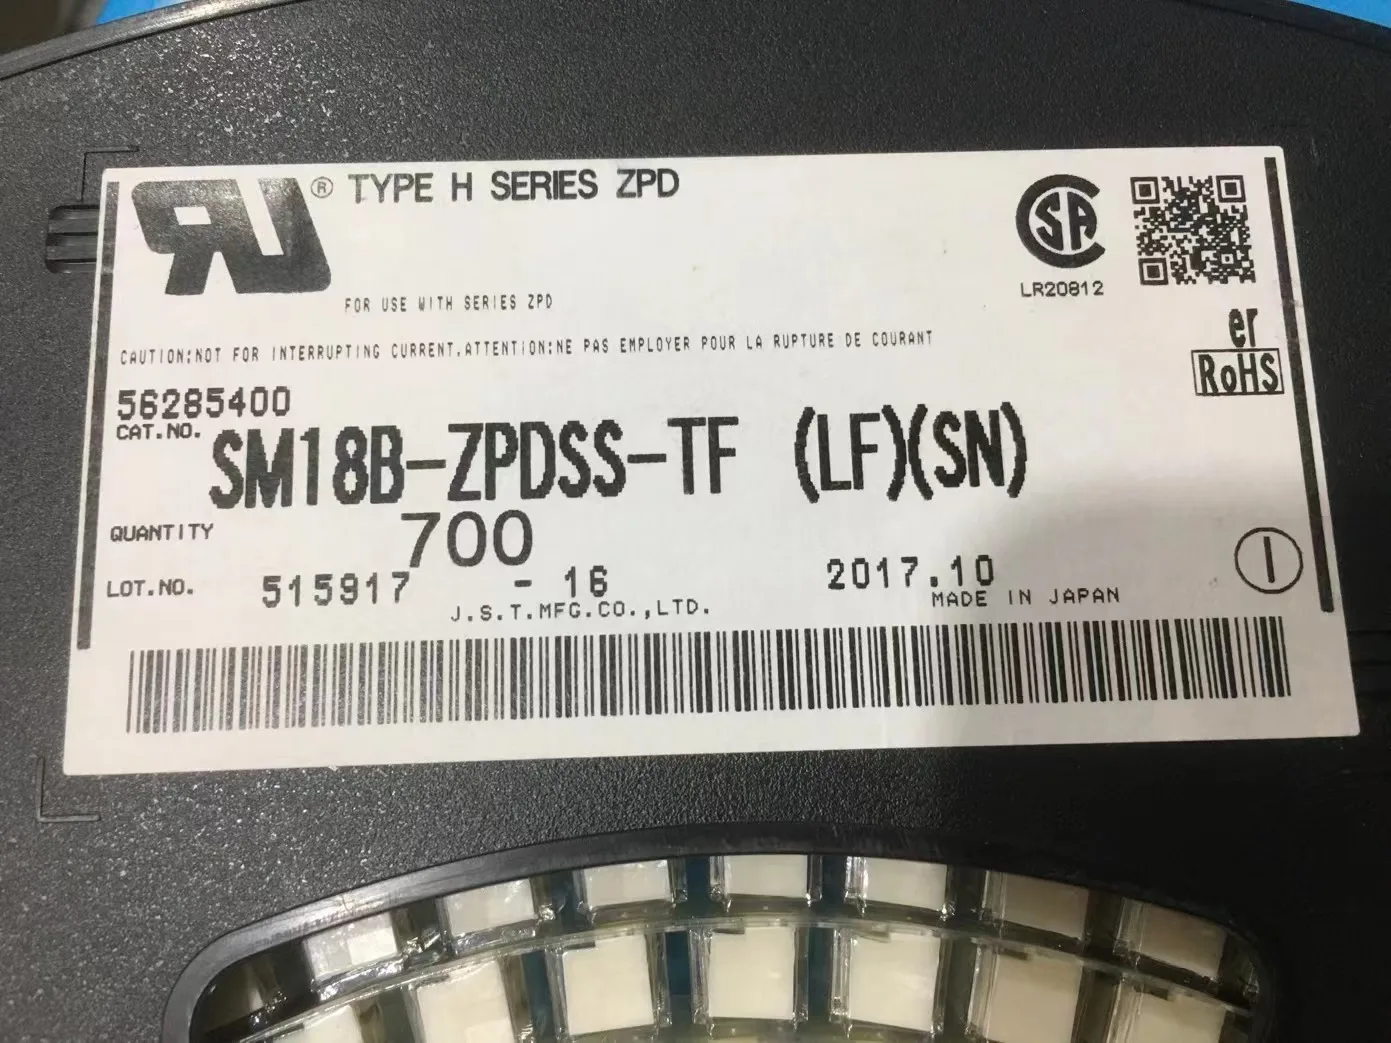 RU® TYPE H SERIES ZPD
CSA
LR20812
FOR USE WITH SERIES ZPD
CAUTION:NOT FOR INTERRUPTING CURRENT.ATTENTION:NE PAS EMPLOYER POUR LA RUPTURE DE COURANT
er
RoHS
56285400
CAT.NO. SM18B-ZPDSS-TF (LF)(SN)
QUANTITY 700
LOT.NO. 515917 - 16 2017.10
J.S.T.MFG.CO.,LTD. MADE IN JAPAN